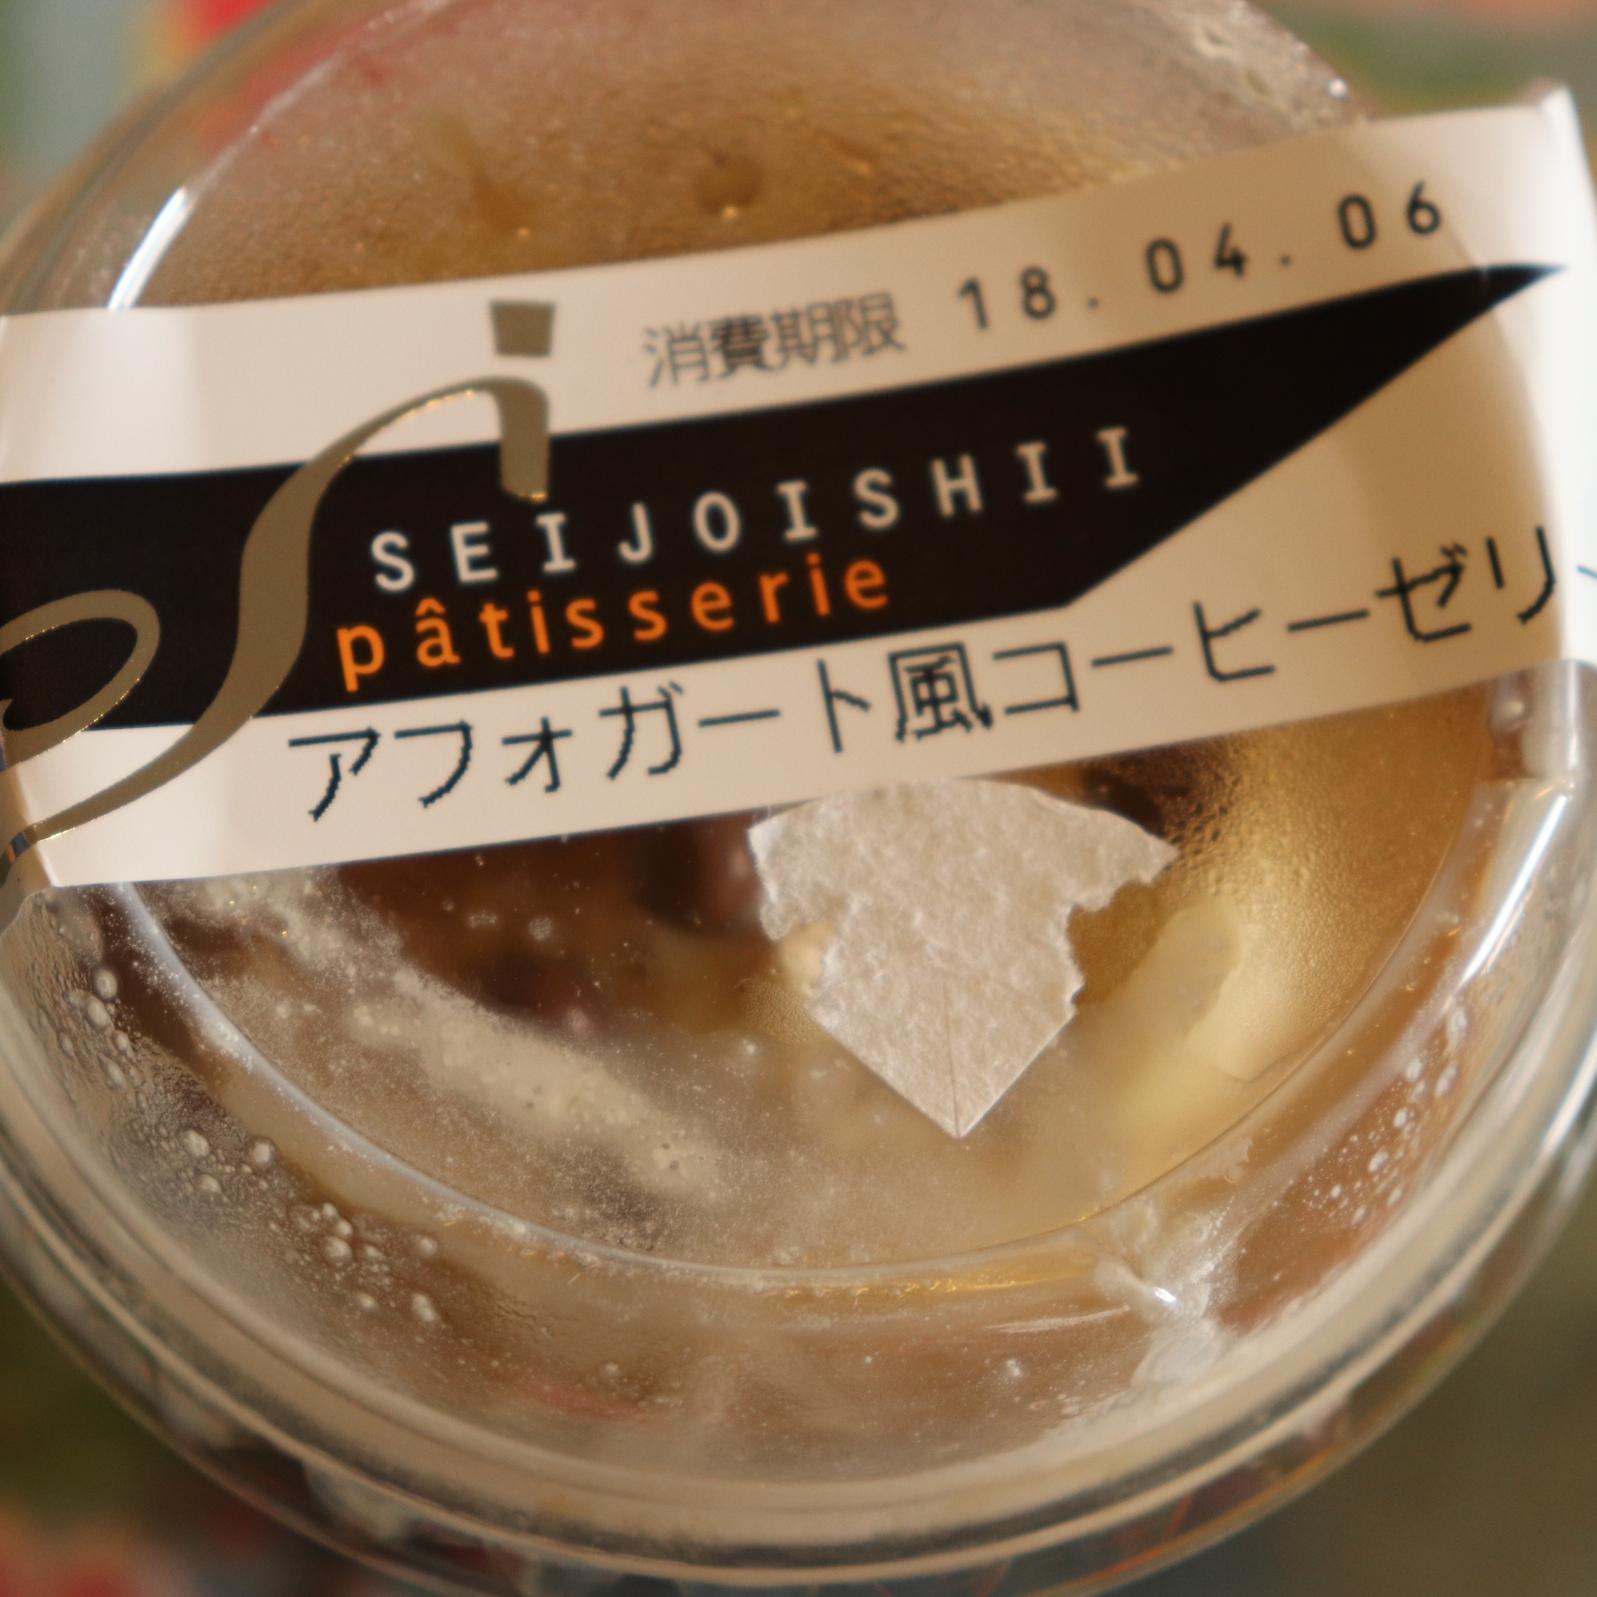 消費期限 18.04.06
SEIJOISHII
pâtisserie
アフォガート風コーヒーゼリ